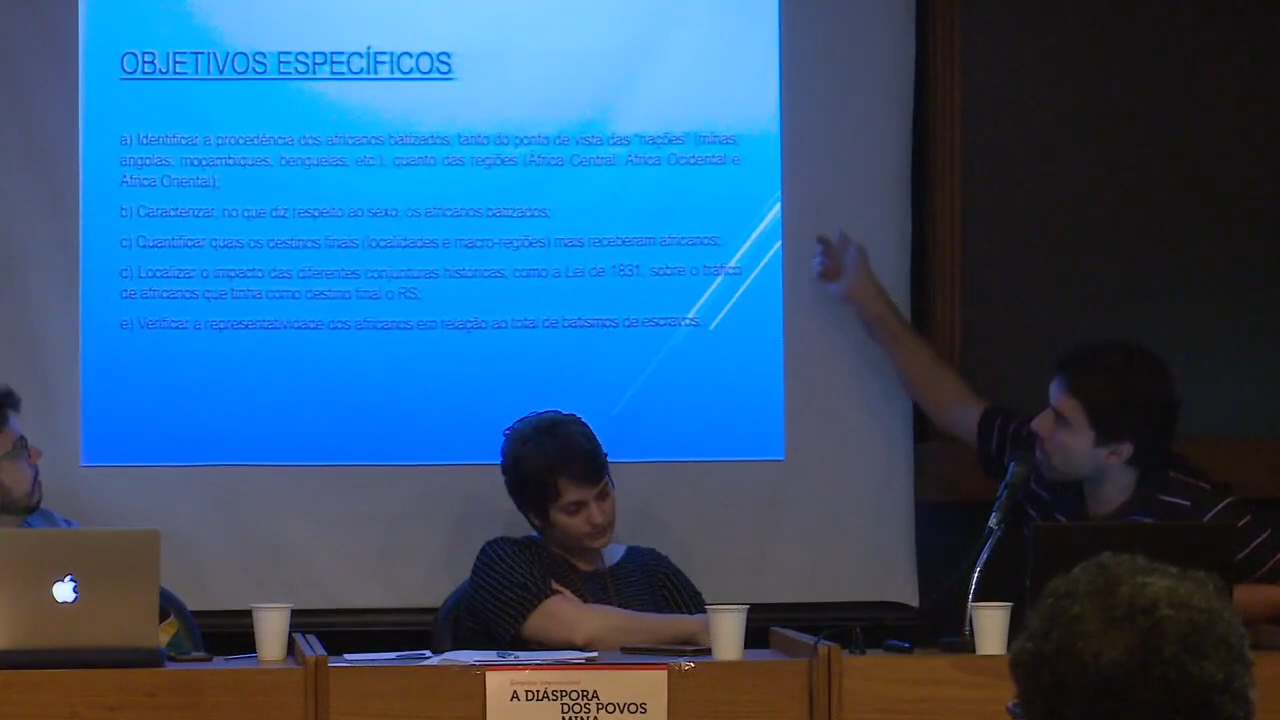 OBJETIVOS ESPECÍFICOS
a) Identificar a procedência dos africanos batizados, tanto do ponto de vista das "nações" (minas,
angolas, moçambiques, benguelas, etc.), quanto das regiões (África Central, África Ocidental e
África Oriental);
b) Caracterizar, no que diz respeito ao sexo, os africanos batizados;
c) Quantificar quais os destinos finais (localidades e macro-regiões) mais receberam africanos;
d) Localizar o impacto das diferentes conjunturas históricas, como a Lei de 1831, sobre o tráfico
de africanos que tinha como destino final o RS;
e) Verificar a representatividade dos africanos em relação ao total de batismos de escravos.
Simpósio Internacional
A DIÁSPORA
DOS POVOS
MINA